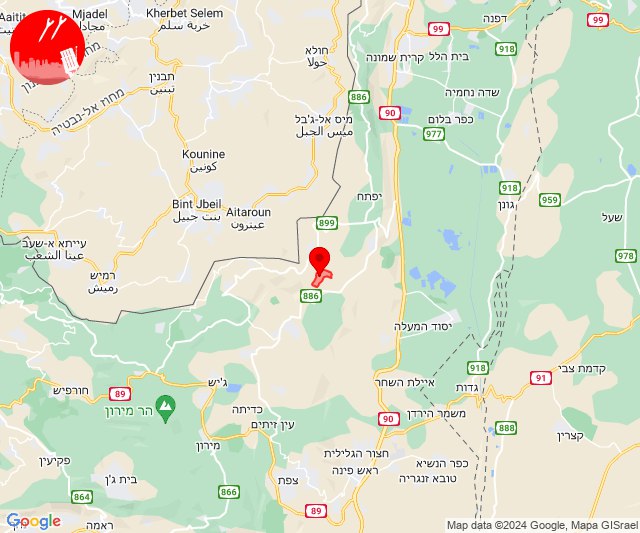 Aaitit
Mjadel
مجادل
Kherbet Selem
خربة سلم
99
דפנה
99
918
חולא
حولا
קרית שמונה
בית הלל
מחוז אל-נבטיה
תבנין
تبنين
886
שדה נחמיה
90
מיס אל-ג'בל
ميس الجبل
כפר בלום
977
Kounine
كونين
יפתח
918
גונן
959
Bint Jbeil
بنت جبيل
Aitaroun
عيترون
899
שעל
עייתא א-שעב
عيتا الشعب
978
רמיש
رميش
886
יסוד המעלה
918
קדמת צבי
91
ג'יש
איילת השחר
גדות
89
חורפיש
הר מירון
כדיתה
משמר הירדן
90
עין זיתים
888
קצרין
מירון
חצור הגלילית
ראש פינה
כפר הנשיא
טובא זנגריה
פקיעין
בית ג'ן
צפת
864
866
89
ראמה
Google
Map data ©2024 Google, Mapa GISrael